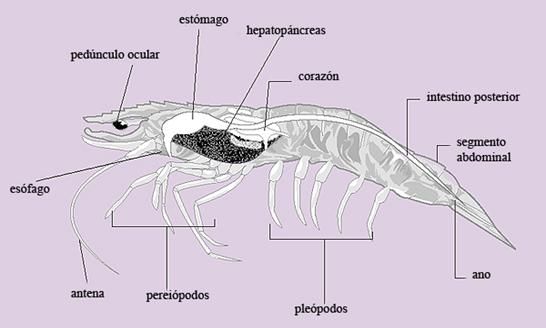 estómago
hepatopáncreas
pedúnculo ocular
corazón
intestino posterior
segmento
abdominal
esófago
ano
antena
pereiópodos
pleópodos